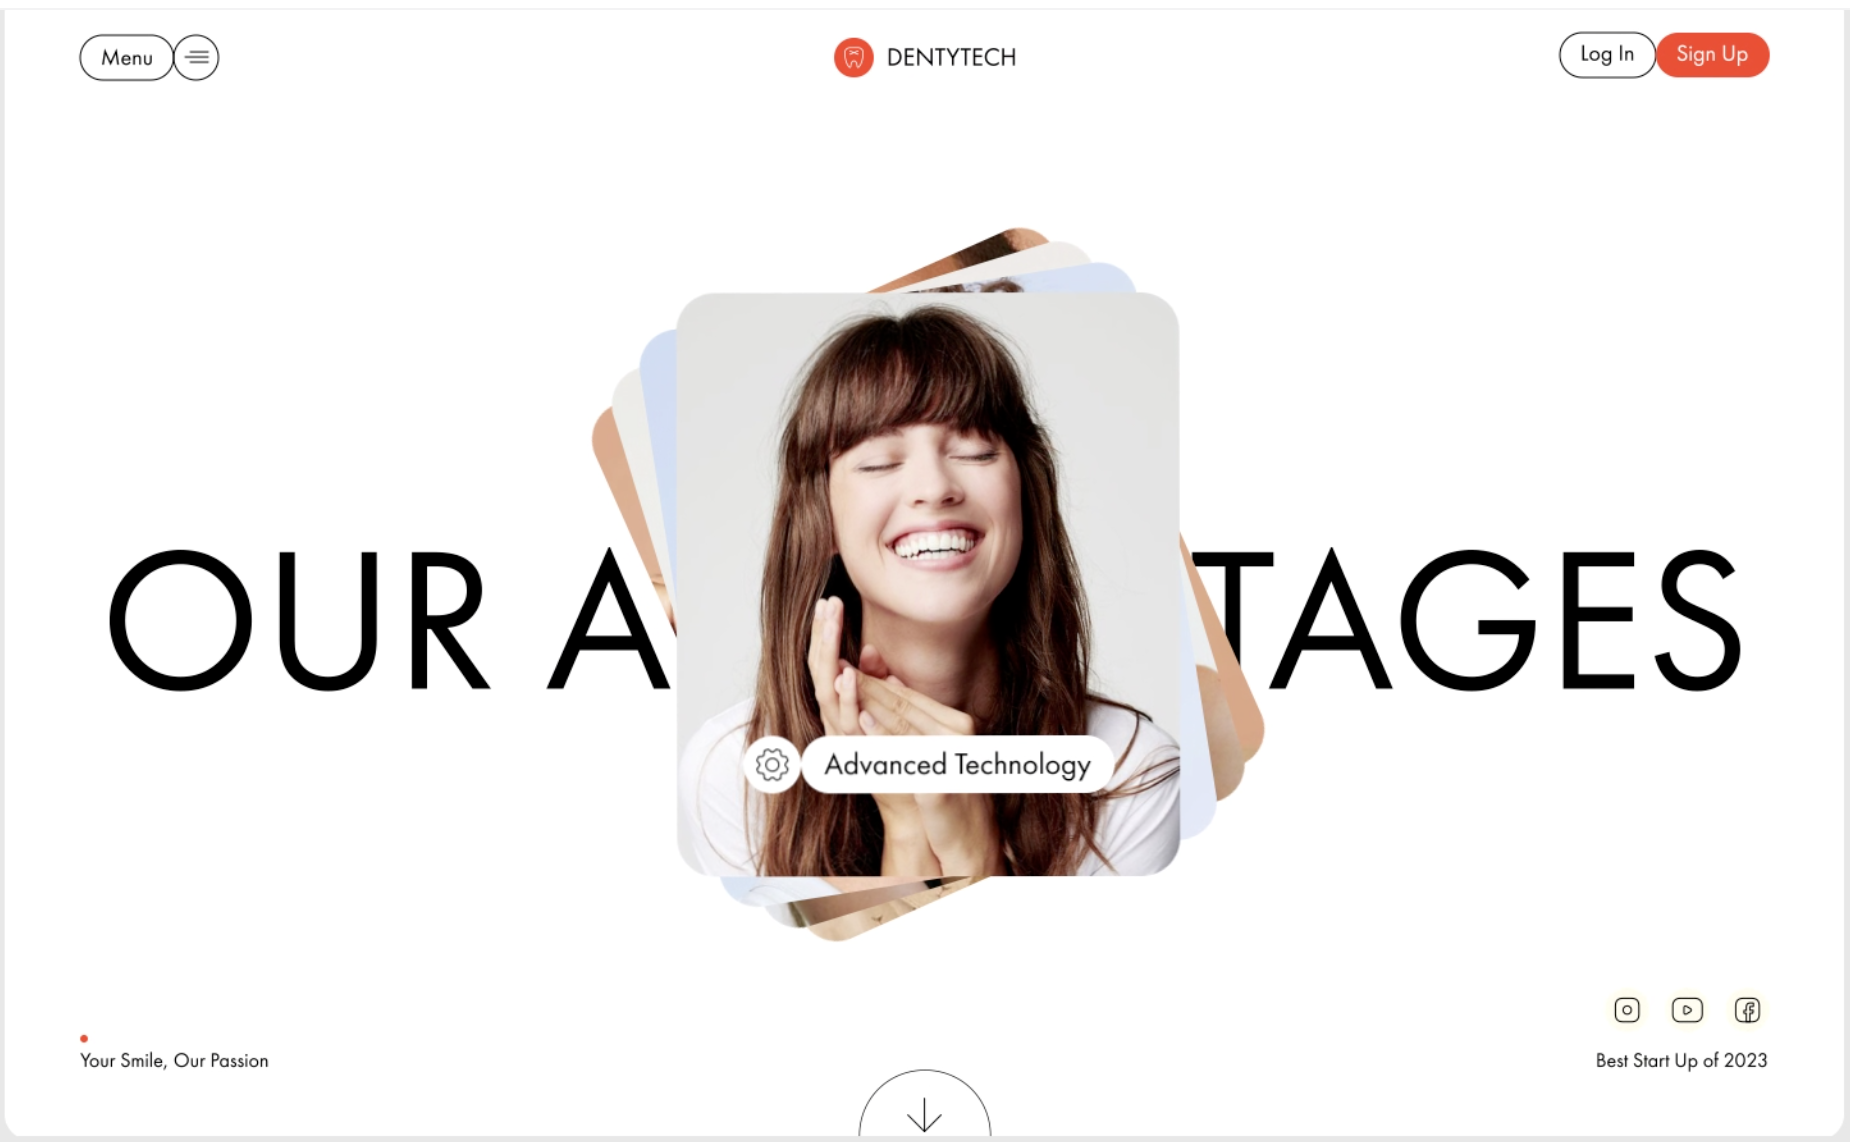 Menu
DENTYTECH
Log In
Sign Up
OUR A TAGES
Advanced Technology
Your Smile, Our Passion
Best Start Up of 2023